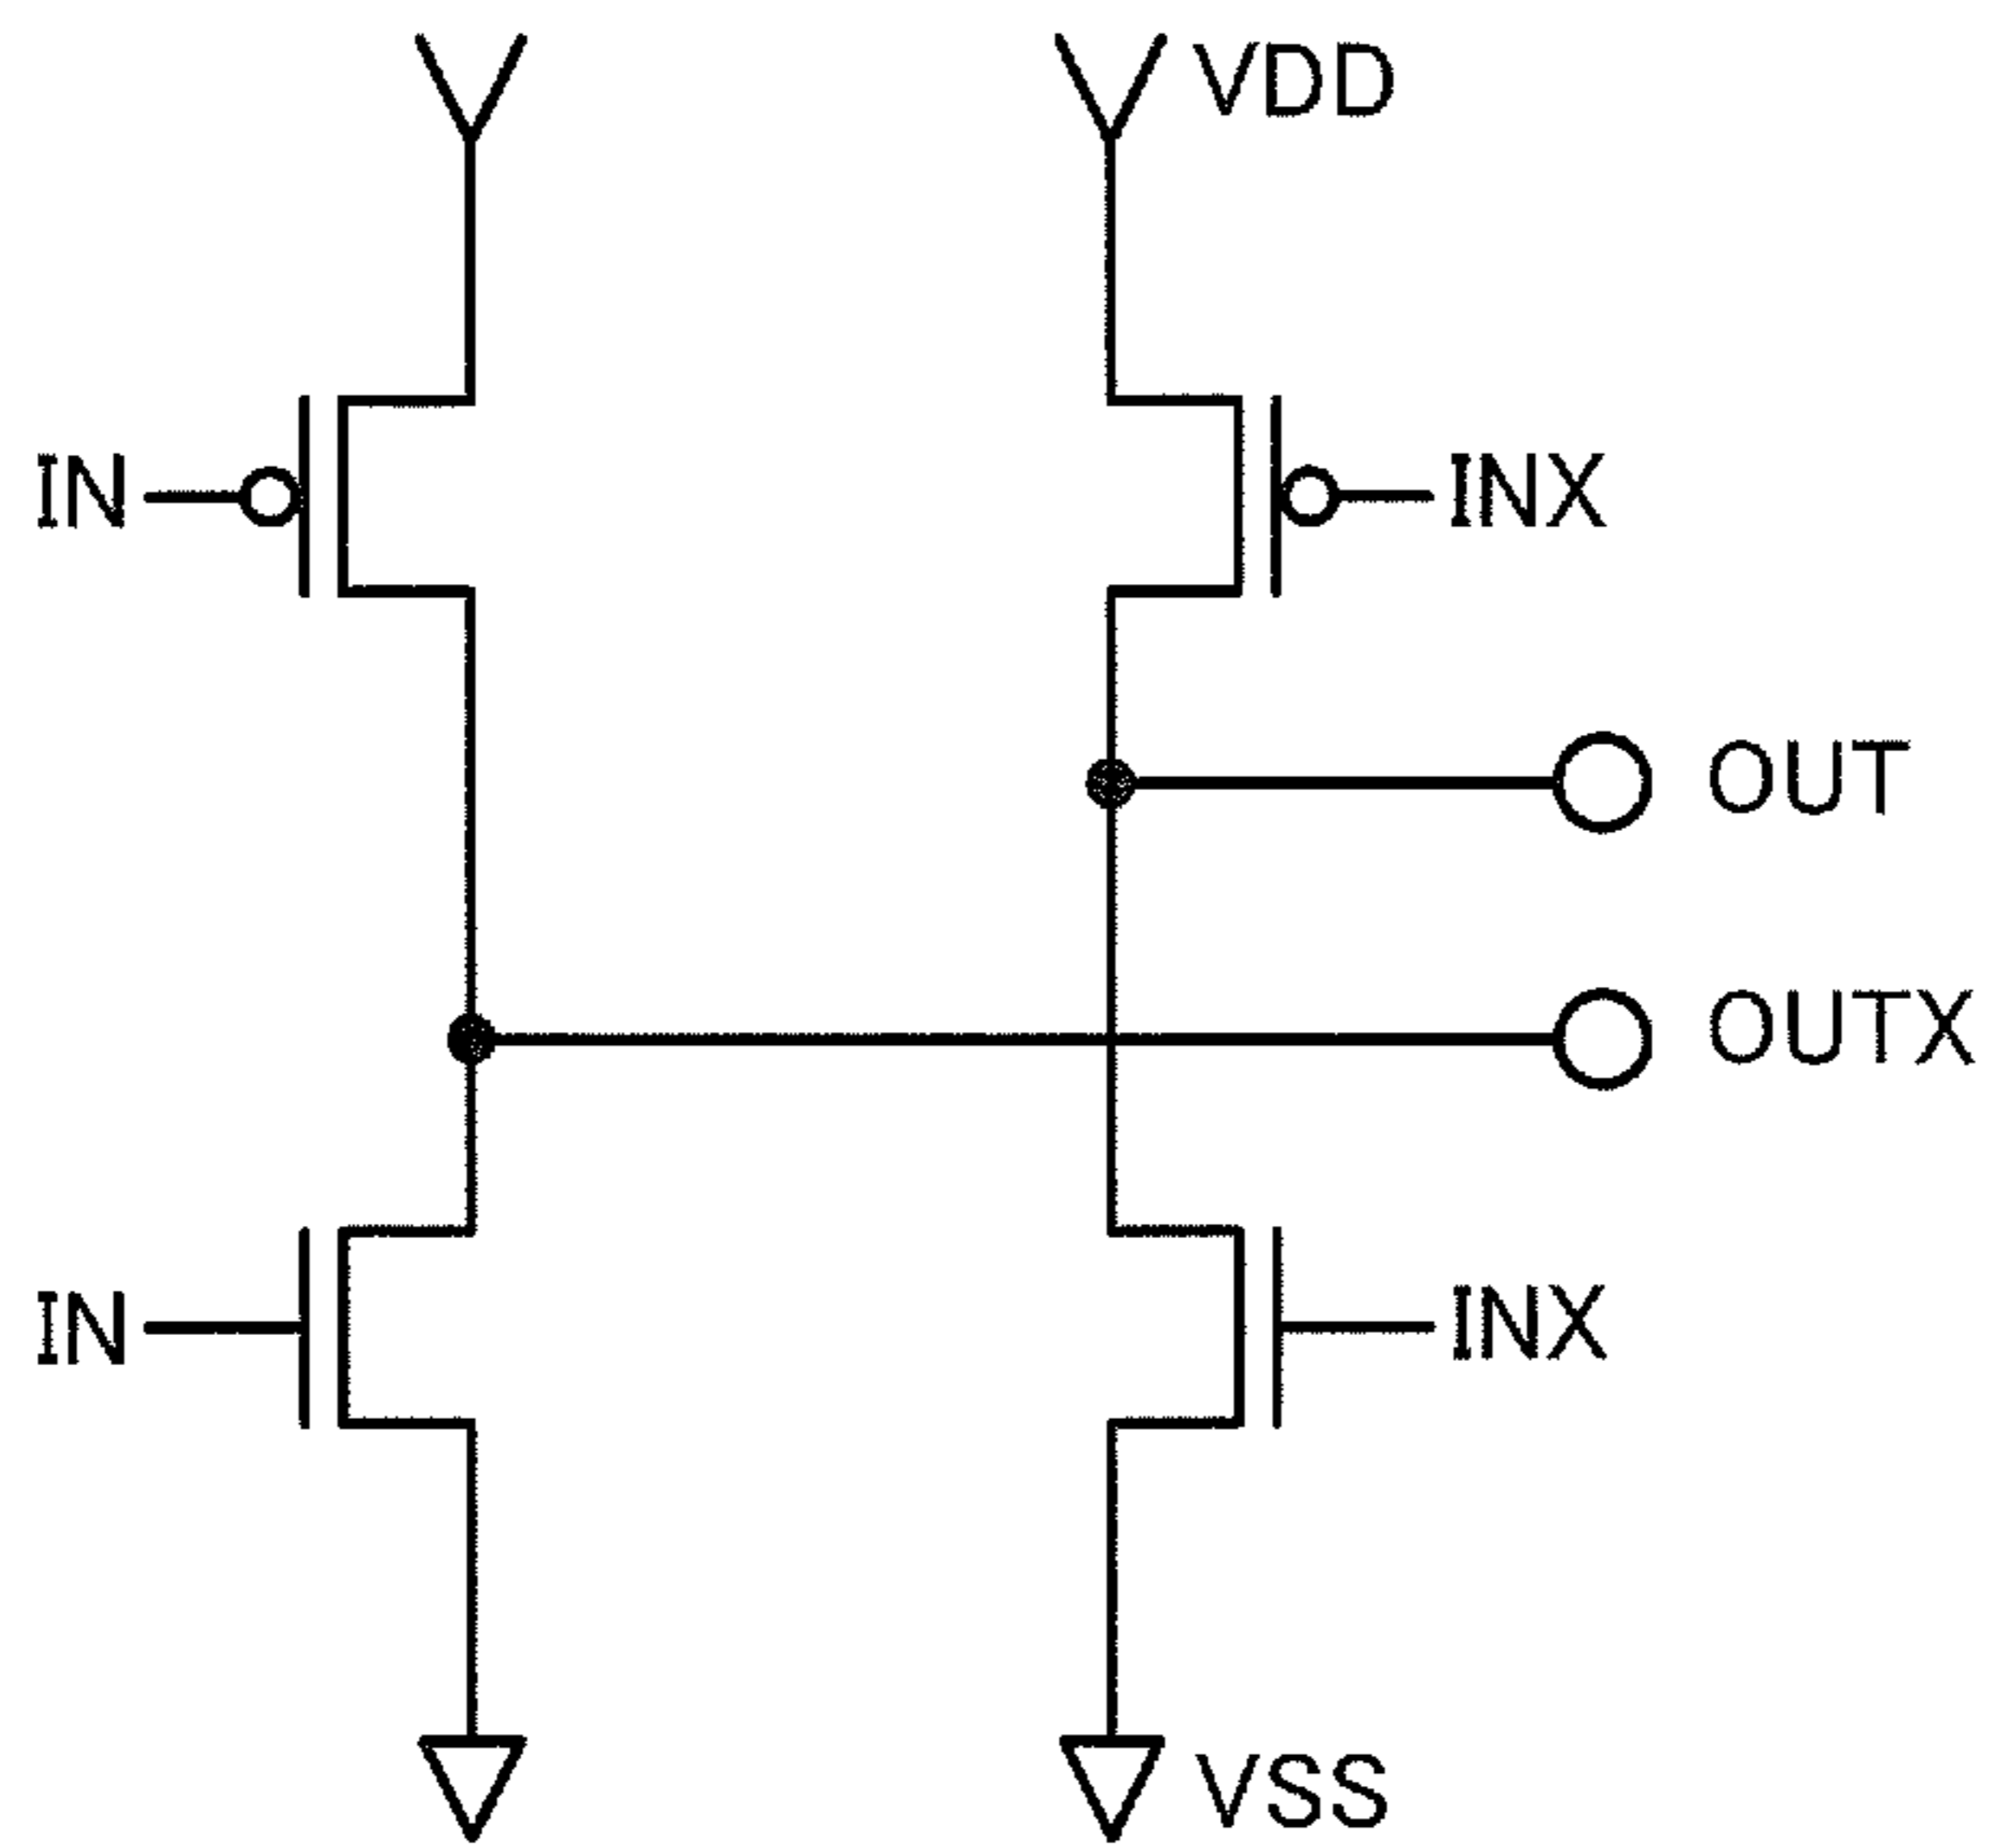 VDD
IN
INX
OUT
OUTX
IN
INX
VSS